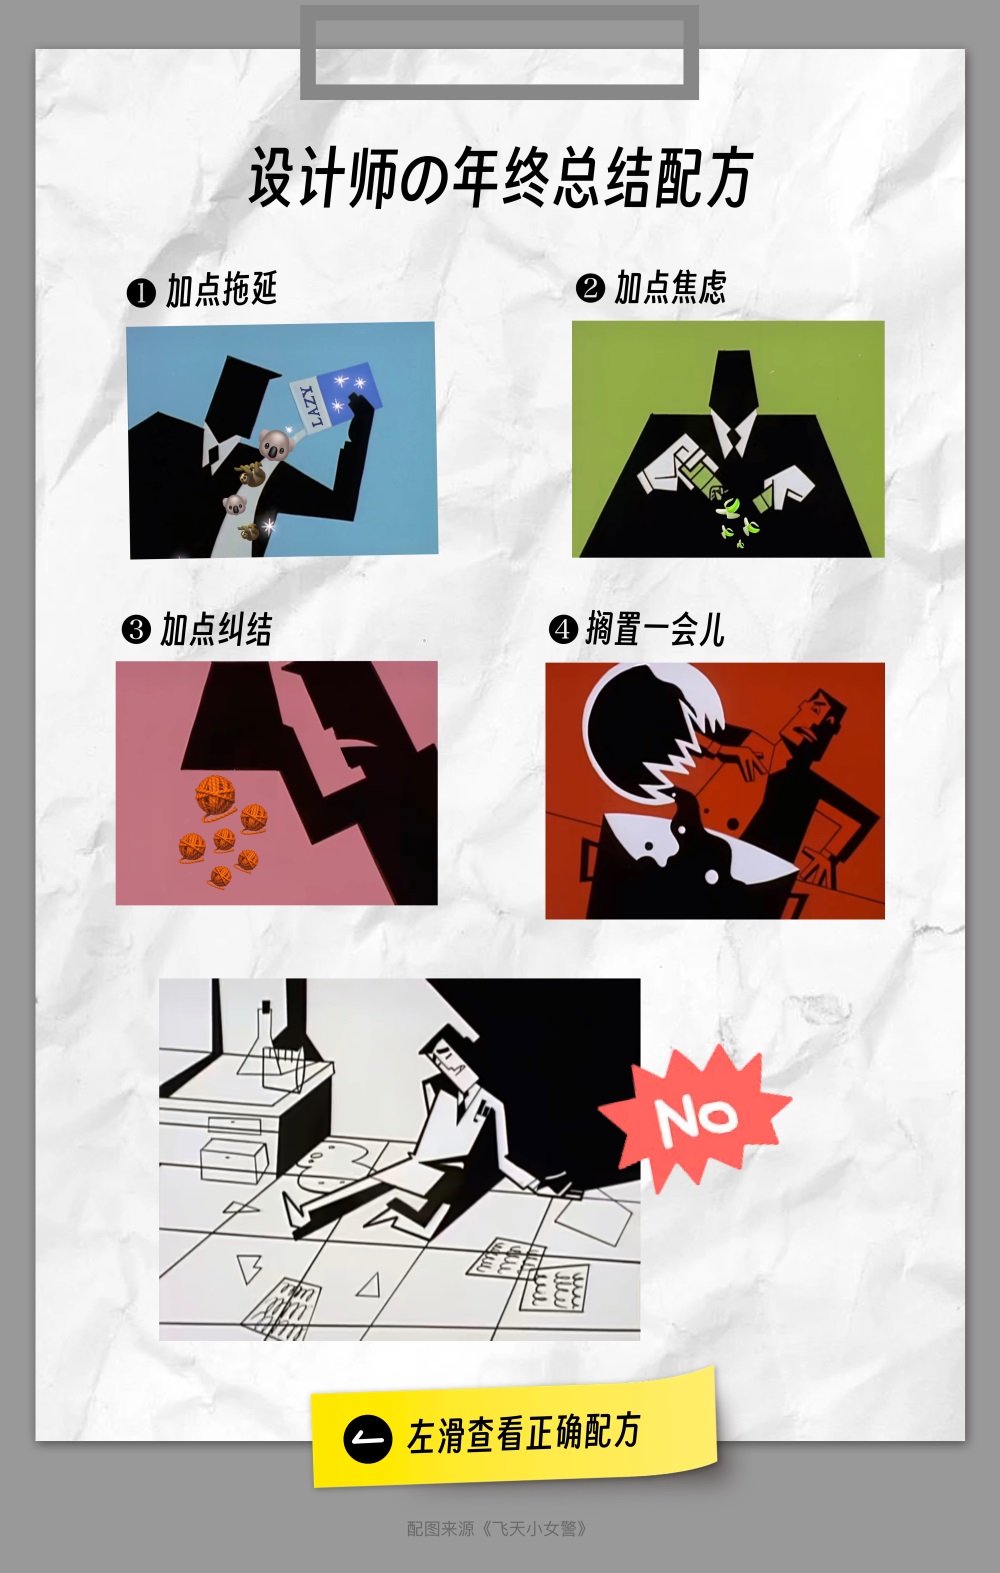 设计师の年终总结配方
❶ 加点拖延
❷ 加点焦虑
LAZY
❸ 加点纠结
❹ 搁置一会儿
No
左滑查看正确配方
配图来源《飞天小女警》